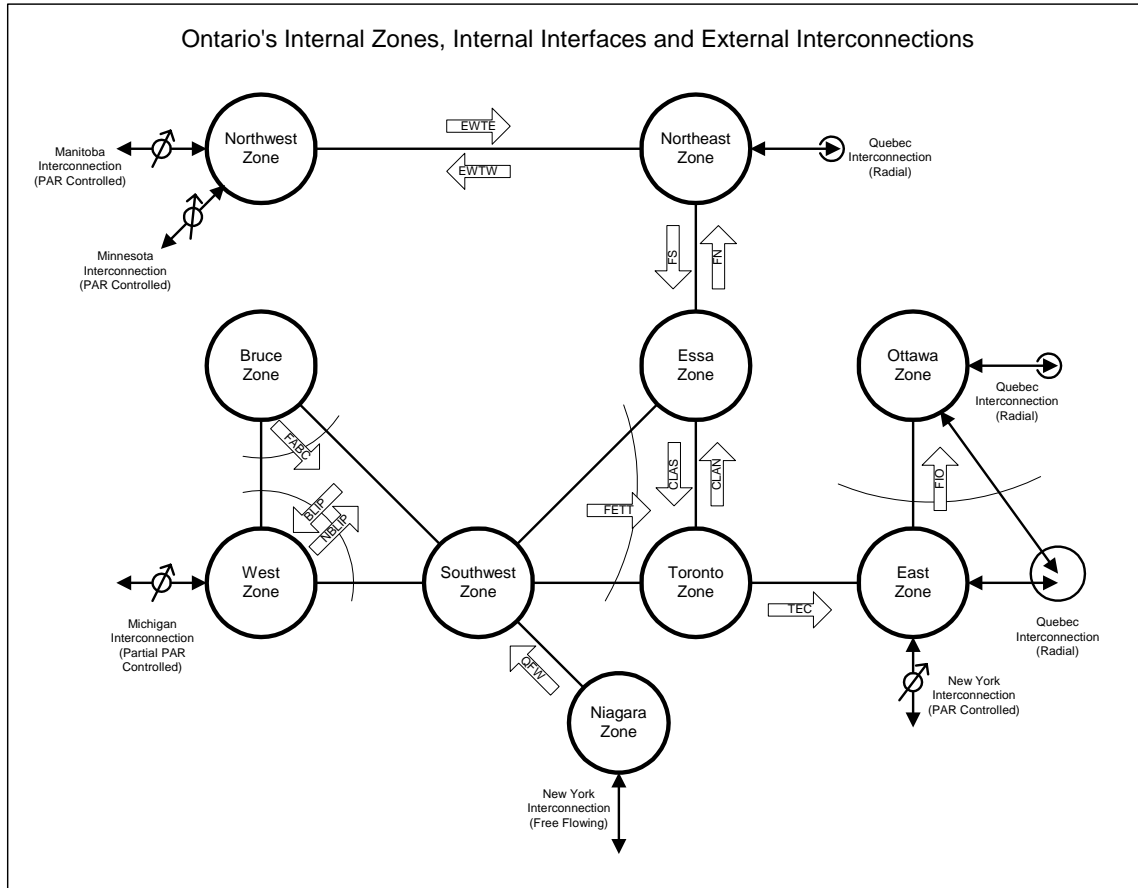 Ontario's Internal Zones, Internal Interfaces and External Interconnections
Northwest
Zone
EWTE
EWTW
Northeast
Zone
Manitoba
Interconnection
(PAR Controlled)
Quebec
Interconnection
(Radial)
Minnesota
Interconnection
(PAR Controlled)
FS
FN
Bruce
Zone
Essa
Zone
Ottawa
Zone
Quebec
Interconnection
(Radial)
FABC
CLAS
CLAN
FIO
BLIP
NBLIP
FETT
West
Zone
Southwest
Zone
Toronto
Zone
East
Zone
TEC
Michigan
Interconnection
(Partial PAR
Controlled)
Quebec
Interconnection
(Radial)
QFW
New York
Interconnection
(PAR Controlled)
Niagara
Zone
New York
Interconnection
(Free Flowing)